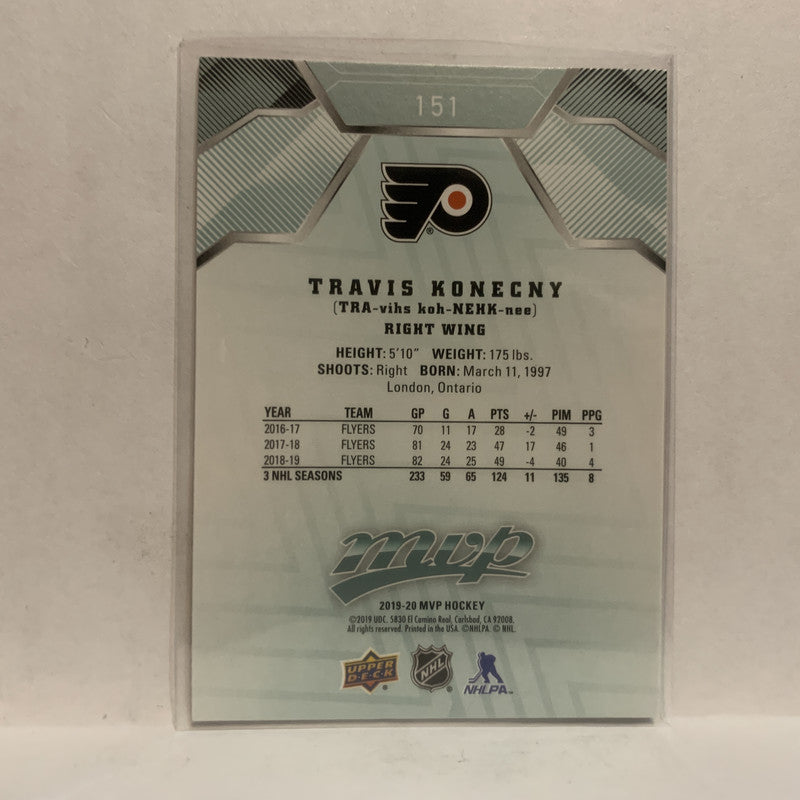 151
TRAVIS KONECNY
(TRA-vihs koh-NEHK-nee)
RIGHT WING
HEIGHT: 5'10" WEIGHT: 175 lbs.
SHOOTS: Right BORN: March 11, 1997
London, Ontario
YEAR TEAM GP G A PTS +/- PIM PPG
2016-17 FLYERS 70 11 17 28 -2 49 3
2017-18 FLYERS 81 24 23 47 17 46 1
2018-19 FLYERS 82 24 25 49 -4 40 4
3 NHL SEASONS 233 59 65 124 11 135 8
mvp
2019-20 MVP HOCKEY
©2019 UDC. 5830 El Camino Real, Carlsbad, CA 92008.
All rights reserved. Printed in the USA. ©NHLPA. © NHL.
UPPER DECK NHL NHLPA